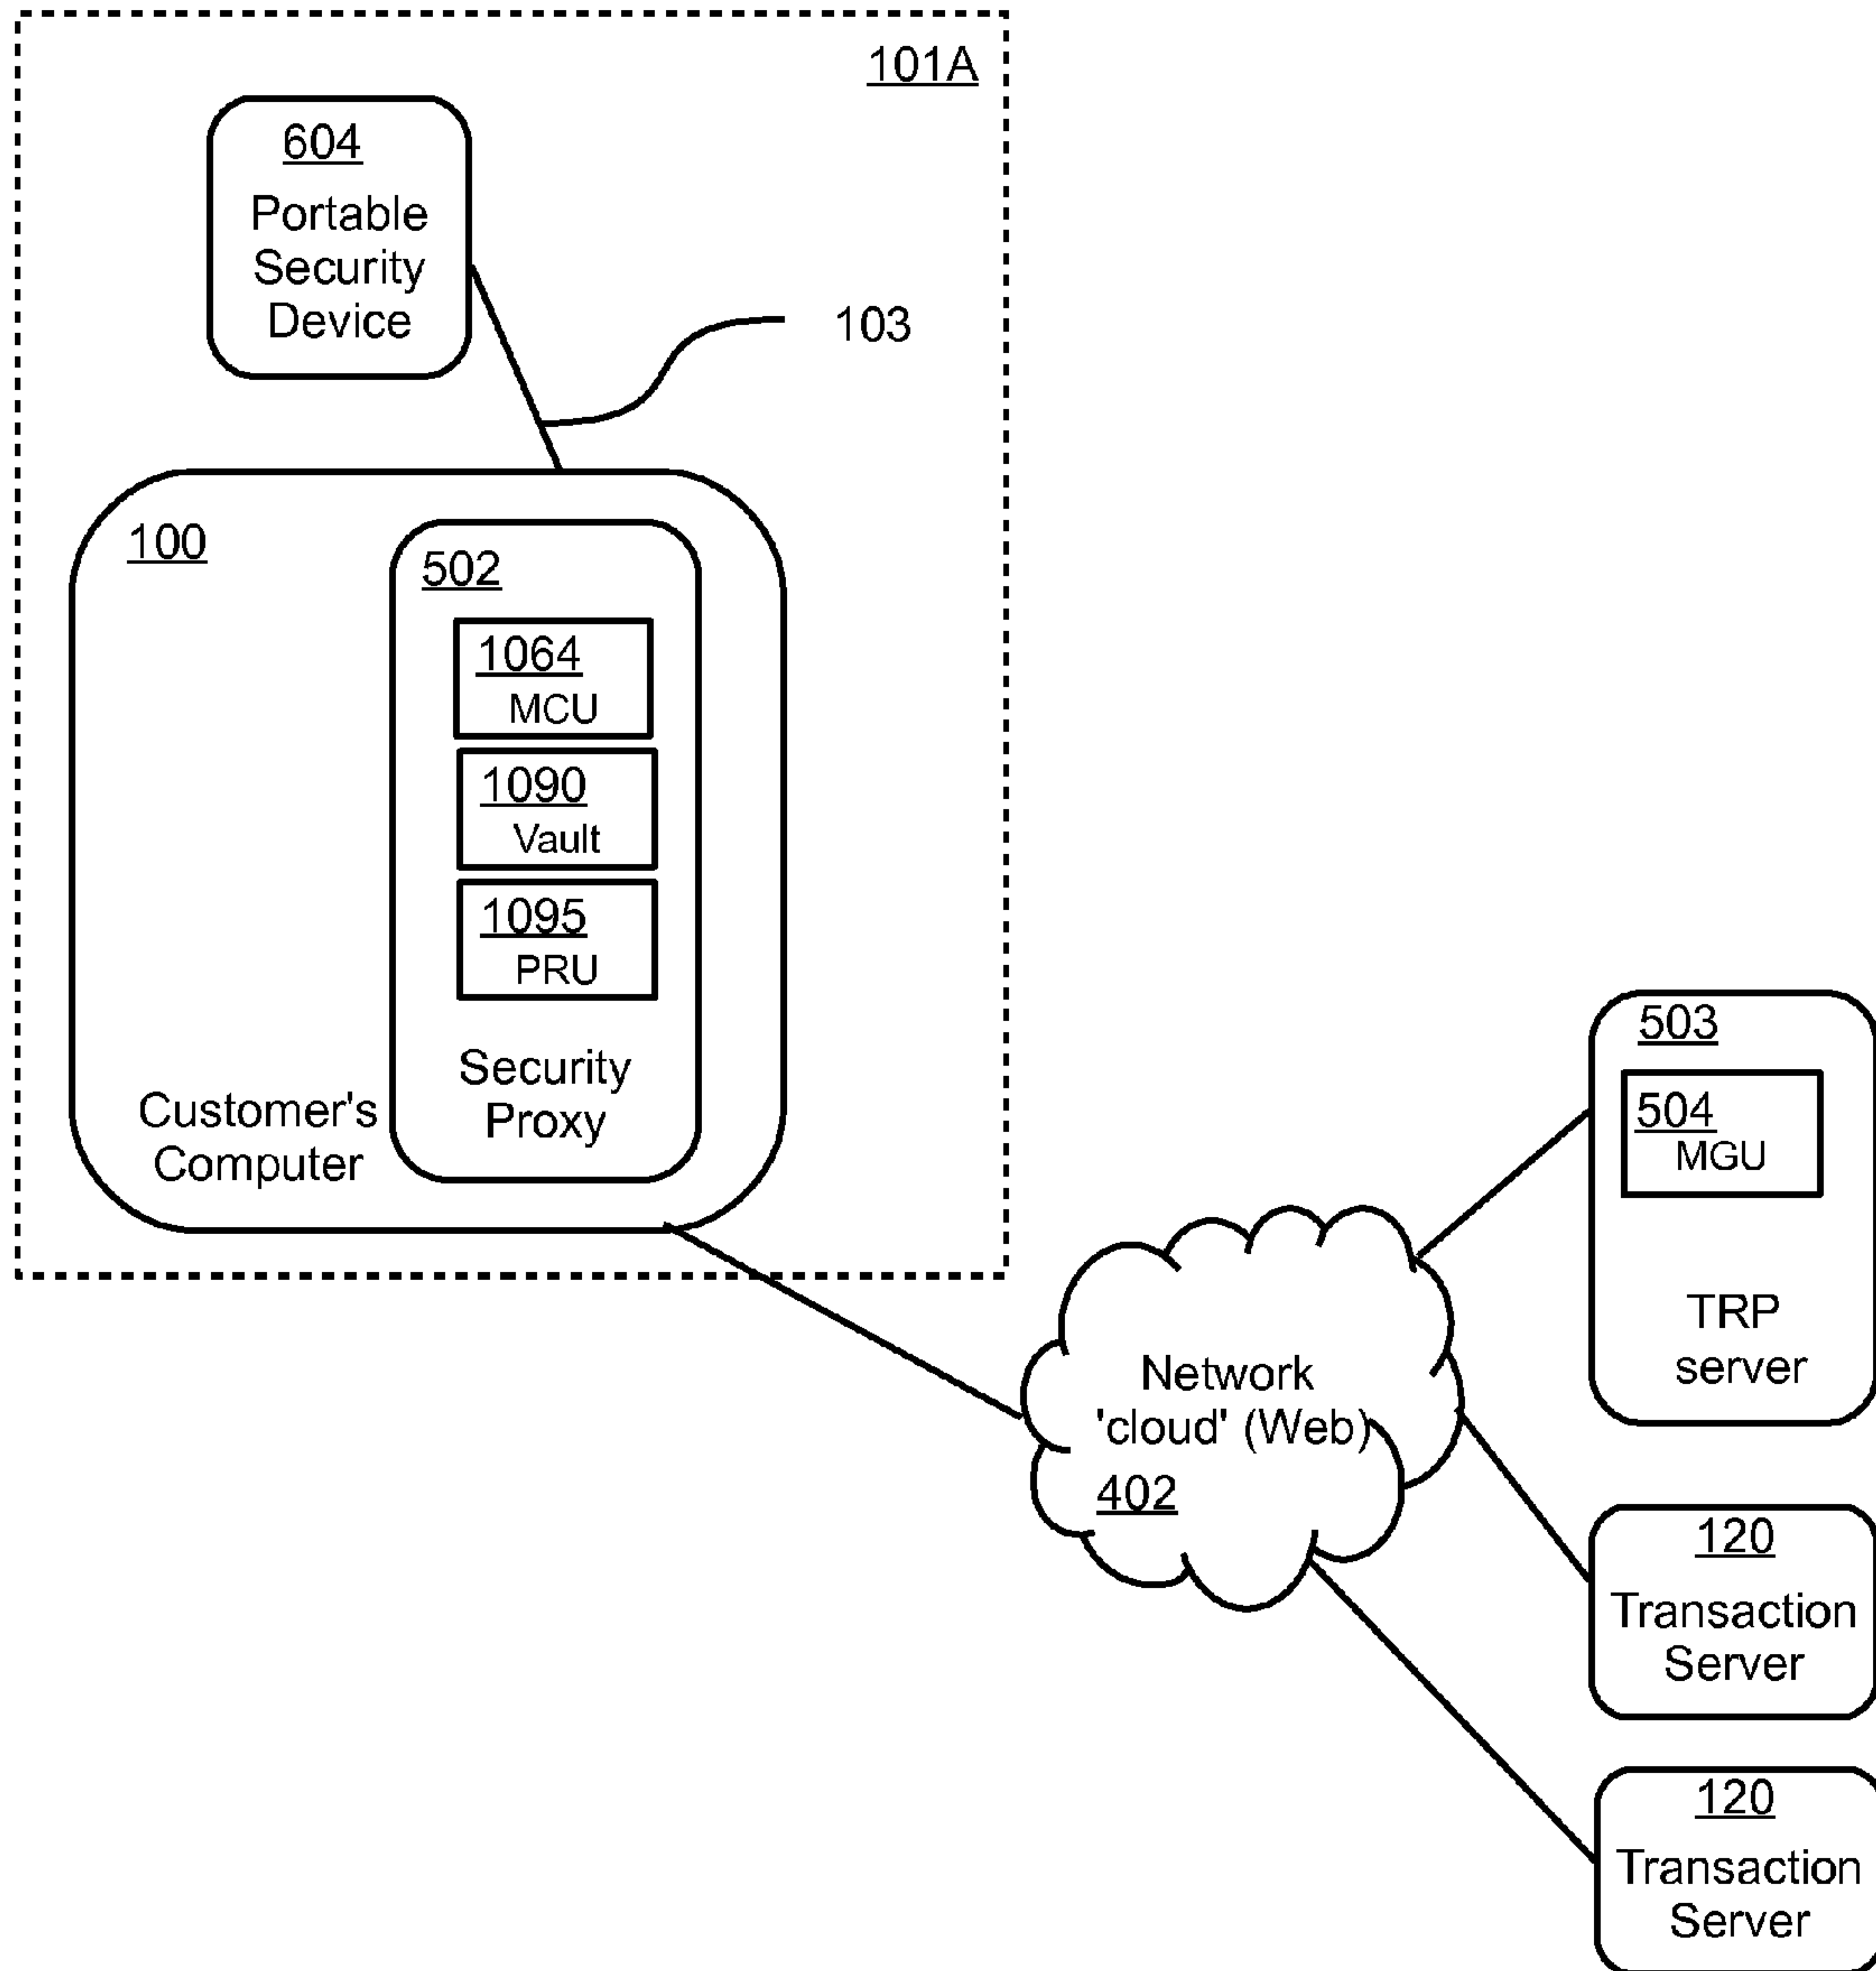 101A
604
Portable
Security
Device
103
100
502
1064
MCU
1090
Vault
1095
PRU
Security
Proxy
Customer's
Computer
503
504
MGU
TRP
server
Network
'cloud' (Web)
402
120
Transaction
Server
120
Transaction
Server